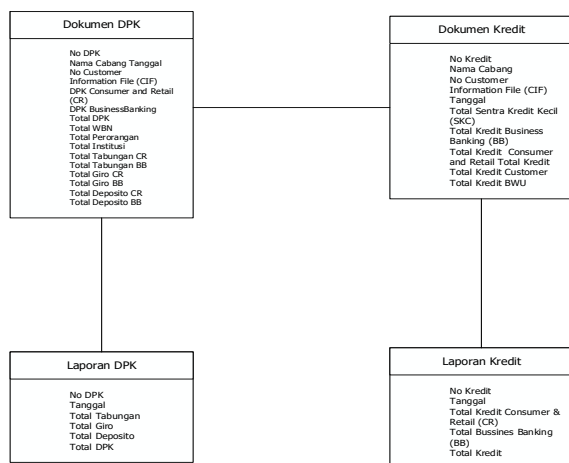 Dokumen DPK
No DPK
Nama Cabang Tanggal
No Customer
Information File (CIF)
DPK Consumer and Retail
(CR)
DPK BusinessBanking
Total DPK
Total WBN
Total Perorangan
Total Institusi
Total Tabungan CR
Total Tabungan BB
Total Giro CR
Total Giro BB
Total Deposito CR
Total Deposito BB
Dokumen Kredit
No Kredit
Nama Cabang
No Customer
Information File (CIF)
Tanggal
Total Sentra Kredit Kecil
(SKC)
Total Kredit Business
Banking (BB)
Total Kredit Consumer
and Retail Total Kredit
Total Kredit Customer
Total Kredit BWU
Laporan DPK
No DPK
Tanggal
Total Tabungan
Total Giro
Total Deposito
Total DPK
Laporan Kredit
No Kredit
Tanggal
Total Kredit Consumer &
Retail (CR)
Total Bussines Banking
(BB)
Total Kredit